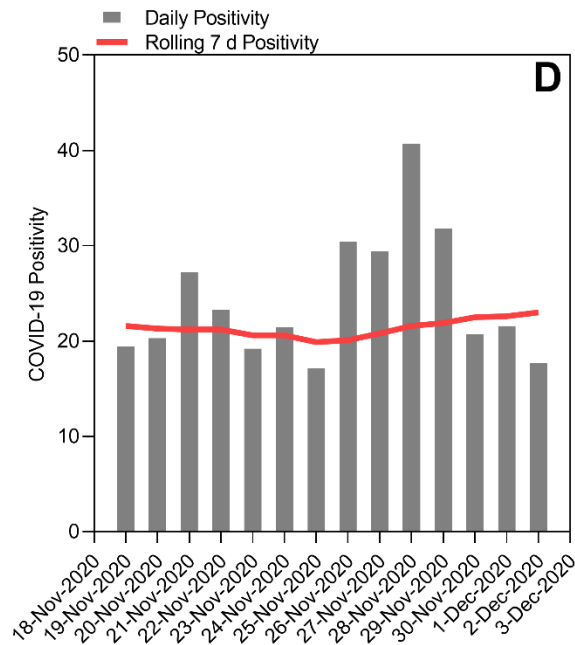 Daily Positivity
Rolling 7 d Positivity
D
COVID-19 Positivity
50
40
30
20
10
0
18-Nov-2020
19-Nov-2020
20-Nov-2020
21-Nov-2020
22-Nov-2020
23-Nov-2020
24-Nov-2020
25-Nov-2020
26-Nov-2020
27-Nov-2020
28-Nov-2020
29-Nov-2020
30-Nov-2020
1-Dec-2020
2-Dec-2020
3-Dec-2020